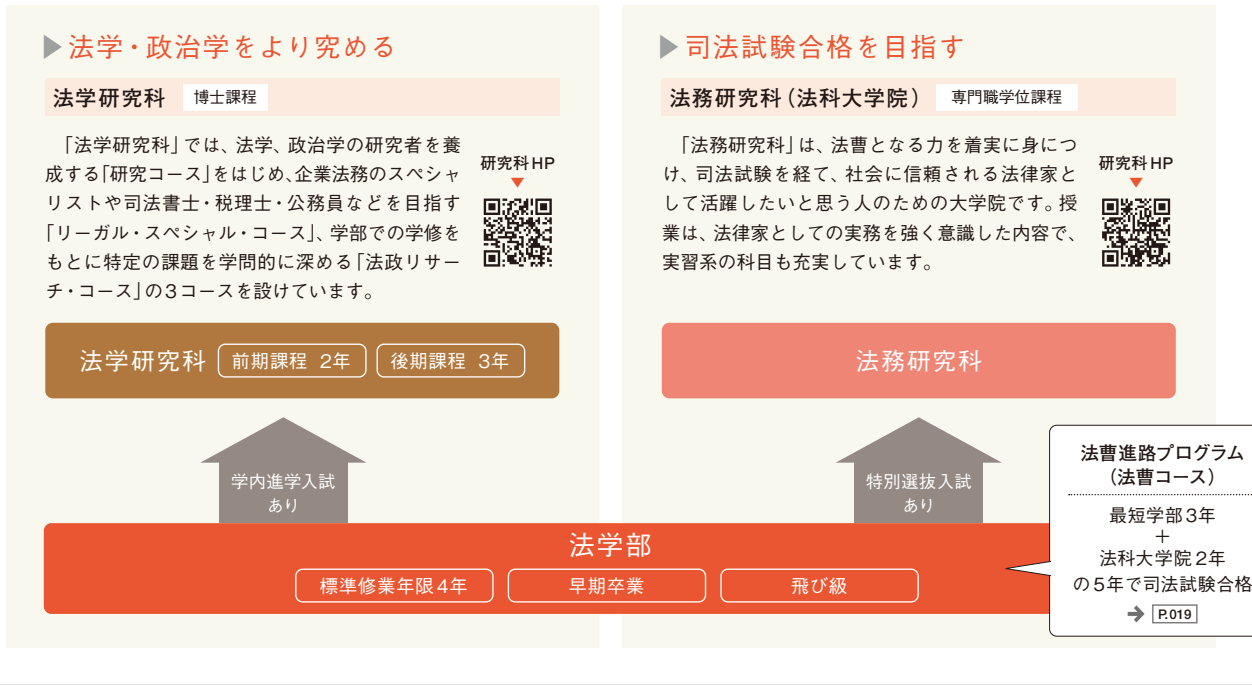 ▶法学・政治学をより究める
法学研究科 博士課程
「法学研究科」では、法学、政治学の研究者を養
成する「研究コース」をはじめ、企業法務のスペシャ
リストや司法書士・税理士・公務員などを目指す
「リーガル・スペシャル・コース」、学部での学修を
もとに特定の課題を学問的に深める「法政リサー
チ・コース」の3コースを設けています。
研究科HP
▼
法学研究科 前期課程 2年 後期課程 3年
学内進学入試
あり
▶司法試験合格を目指す
法務研究科(法科大学院) 専門職学位課程
「法務研究科」は、法曹となる力を着実に身につ
け、司法試験を経て、社会に信頼される法律家と
して活躍したいと思う人のための大学院です。授
業は、法律家としての実務を強く意識した内容で、
実習系の科目も充実しています。
研究科HP
▼
法務研究科
特別選抜入試
あり
法学部
標準修業年限4年 早期卒業 飛び級
法曹進路プログラム
(法曹コース)
最短学部3年
+
法科大学院2年
の5年で司法試験合格
→ P.019